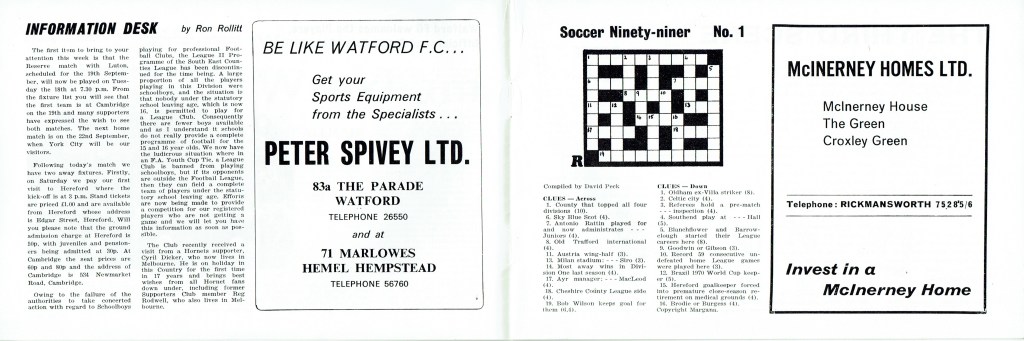 INFORMATION DESK by Ron Rollitt
The first item to bring to your
attention this week is that the
Reserve match with Luton,
scheduled for the 19th Septem-
ber, will now be played on Tues-
day the 18th at 7.30 p.m. From
the fixture list you will see that
the first team is at Cambridge
on the 19th and many supporters
have expressed the wish to see
both matches. The next home
match is on the 22nd September,
when York City will be our
visitors.
Following today's match we
have two away fixtures. Firstly,
on Saturday we pay our first
visit to Hereford where the
kick-off is at 3 p.m. Stand tickets
are priced £1.00 and are available
from Hereford whose address
is Edgar Street, Hereford. Will
you please note that the ground
admission charge at Hereford is
with juveniles and pension-
ers being admitted at 30p. At
Cambridge the seat prices are
60p and 80p and the address of
Cambridge is Newmarket
Road, Cambridge.
Owing to the failure of the
authorities to take concerted
action with regard to Schoolboys
playing for professional Foot-
ball Clubs, the League II Pro-
gramme of the South East Coun-
ties League has been discontin-
ued for the time being. A large
proportion of all the players
playing in this Division were
schoolboys, and the situation is
that nobody under the statutory
school leaving age, which is now
16, is permitted to play for
a League Club. Consequently
there are fewer boys available
and as I understand it schools
do not really provide a complete
programme of football for the
15 and 16 year olds. We now have
the ludicrous situation where in
an F.A. Youth Cup Tie, a League
Club is banned from playing
schoolboys, but if its opponents
are outside the Football League,
then they can field a complete
team of players under the statu-
tory school leaving age. Efforts
are now being made to provide
a competition for our registered
players who are not getting a
game and we will let you have
this information as soon as pos-
sible.
The Club recently received a
visit from a Hornets supporter,
Cyril Dicker, who now lives in
Melbourne. He is on holiday in
this Country for the first time
in 17 years and brings best
wishes from all Hornet fans
down under, including former
Supporters Club member Reg
Rodwell, who also lives in Mel-
bourne.
BE LIKE WATFORD F.C...
Get your
Sports Equipment
from the Specialists . . .
PETER SPIVEY LTD.
83a THE PARADE
WATFORD
TELEPHONE 26550
and at
71 MARLOWES
HEMEL HEMPSTEAD
TELEPHONE 56760
Soccer Ninety-niner No. 1
R
Compiled by David Peck
CLUES — Across
1. County that topped all four
divisions (10).
6. Sky Blue Scot (4).
7. Antonio Rattin played for
and now administrates - - -
Juniors (4).
8. Old Trafford international
(4).
11. Austria wing-half (3).
13. Milan stadium: --- Siro (3).
14. Most away wins in Divi-
sion One last season (4).
17. Ayr manager: --- MacLeod
(4).
18. Cheshire County League side
(4).
19. Bob Wilson keeps goal for
them (6,4).
CLUES — Down
1. Oldham ex-Villa striker (8).
2. Celtic city (4).
3. Referees hold a pre-match
--- inspection (4).
4. Southend play at --- Hall
(5).
5. Blanchflower and Barrow-
clough started their League
careers here (8).
9. Goodwin or Gibson (3).
10. Record 59 consecutive un-
defeated home League games
were played here (3).
12. Brazil 1970 World Cup keep-
er (5).
15. Hereford goalkeeper forced
into premature close-season re-
tirement on medical grounds (4).
16. Brodie or Burgess (4).
Copyright Margann.
McINERNEY HOMES LTD.
McInerney House
The Green
Croxley Green
Telephone : RICKMANSWORTH 75285/6
Invest in a
McInerney Home